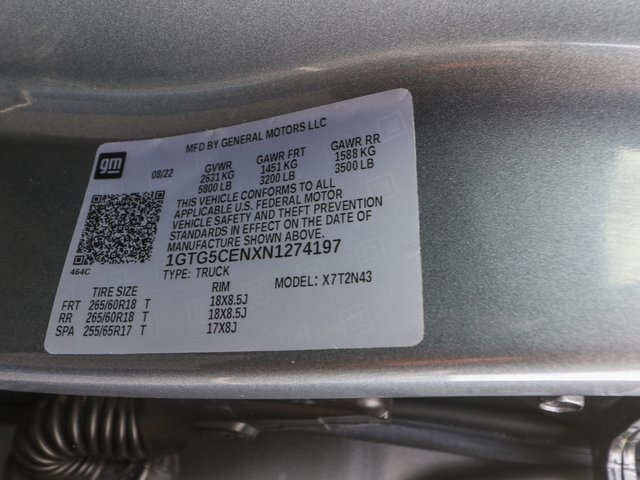 MFD BY GENERAL MOTORS LLC
gm
08/22 GVWR GAWR FRT GAWR RR
2631 KG 1451 KG 1588 KG
5800 LB 3200 LB 3500 LB
THIS VEHICLE CONFORMS TO ALL
APPLICABLE U.S. FEDERAL MOTOR
VEHICLE SAFETY AND THEFT PREVENTION
STANDARDS IN EFFECT ON THE DATE OF
MANUFACTURE SHOWN ABOVE.
1GTG5CENXN1274197
464C
TYPE: TRUCK MODEL: X7T2N43
TIRE SIZE RIM
FRT 265/60R18 T 18X8.5J
RR 265/60R18 T 18X8.5J
SPA 255/65R17 T 17X8J